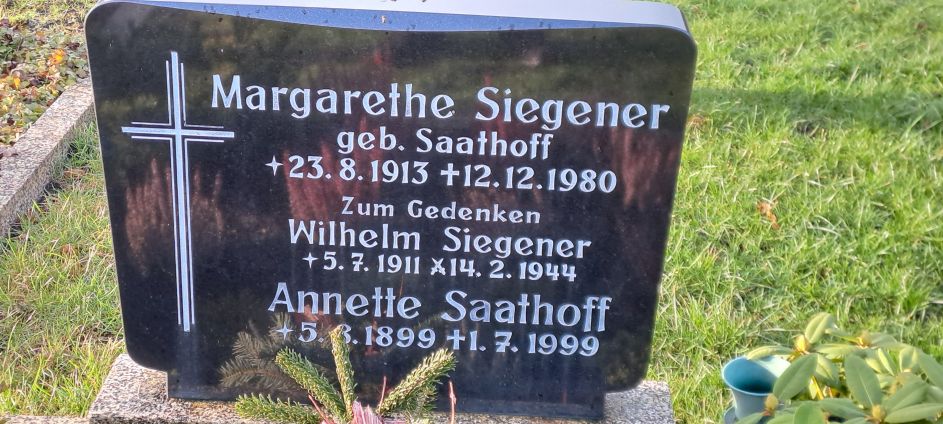 Margarethe Siegener
geb. Saathoff
✦23.8.1913 ✝12.12.1980
Zum Gedenken
Wilhelm Siegener
✦5.7.1911 ⚔14.2.1944
Annette Saathoff
✦5.3.1899 ✝1.7.1999